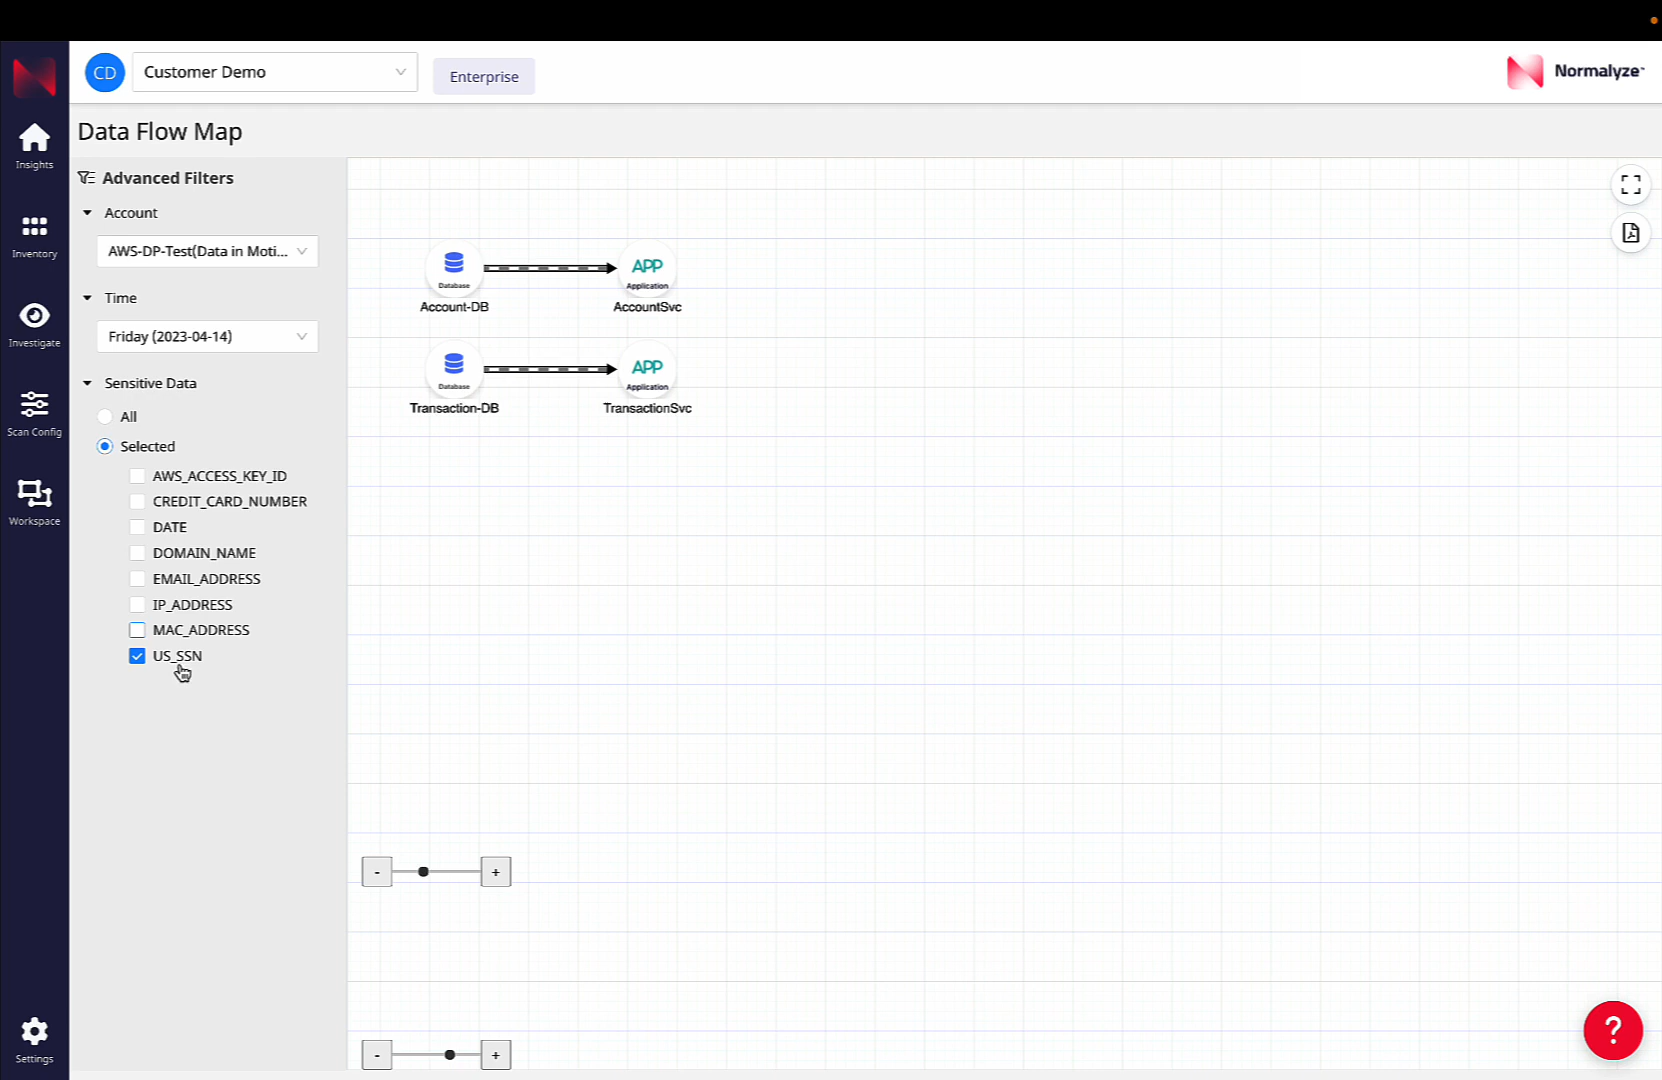 CD
Customer Demo
Enterprise
Normalyze™
Insights
Inventory
Investigate
Scan Config
Workspace
Settings
Data Flow Map
Advanced Filters
Account
AWS-DP-Test(Data in Moti...
Time
Friday (2023-04-14)
Sensitive Data
All
Selected
AWS_ACCESS_KEY_ID
CREDIT_CARD_NUMBER
DATE
DOMAIN_NAME
EMAIL_ADDRESS
IP_ADDRESS
MAC_ADDRESS
US_SSN
Database
Account-DB
APP
Application
AccountSvc
Database
Transaction-DB
APP
Application
TransactionSvc
- +
- +
?